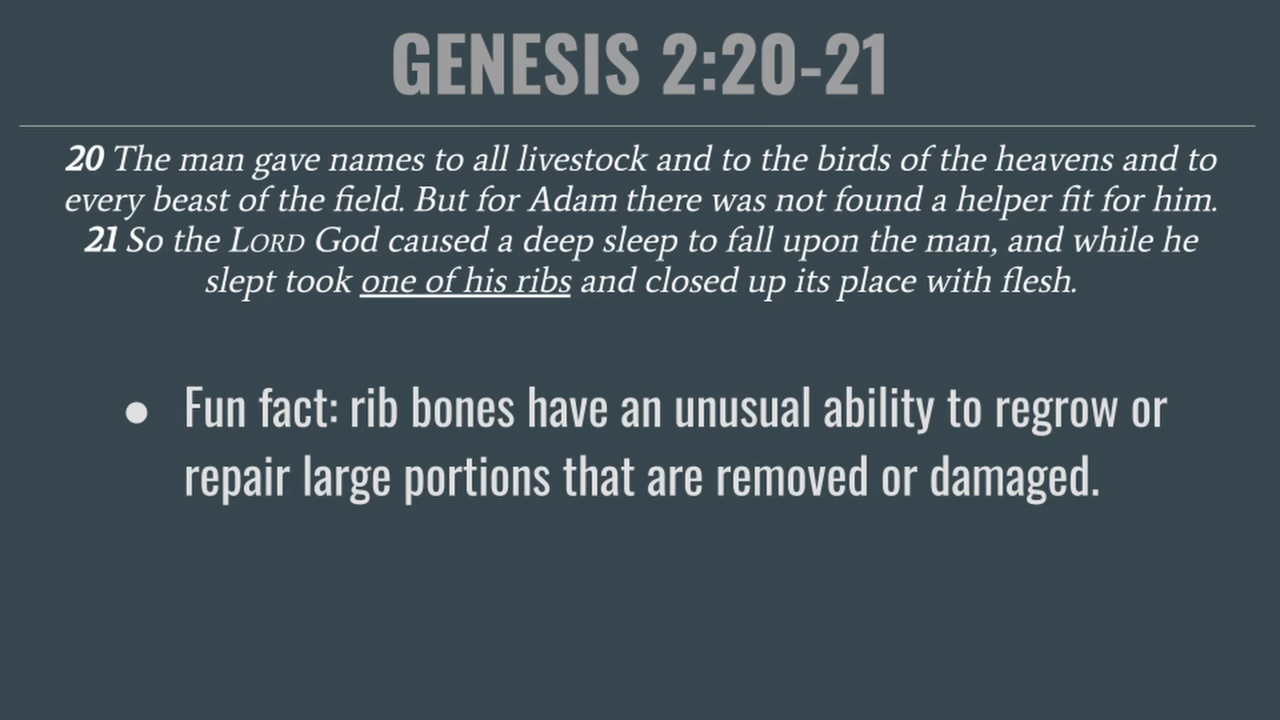 GENESIS 2:20-21
20 The man gave names to all livestock and to the birds of the heavens and to
every beast of the field. But for Adam there was not found a helper fit for him.
21 So the LORD God caused a deep sleep to fall upon the man, and while he
slept took one of his ribs and closed up its place with flesh.
● Fun fact: rib bones have an unusual ability to regrow or
repair large portions that are removed or damaged.